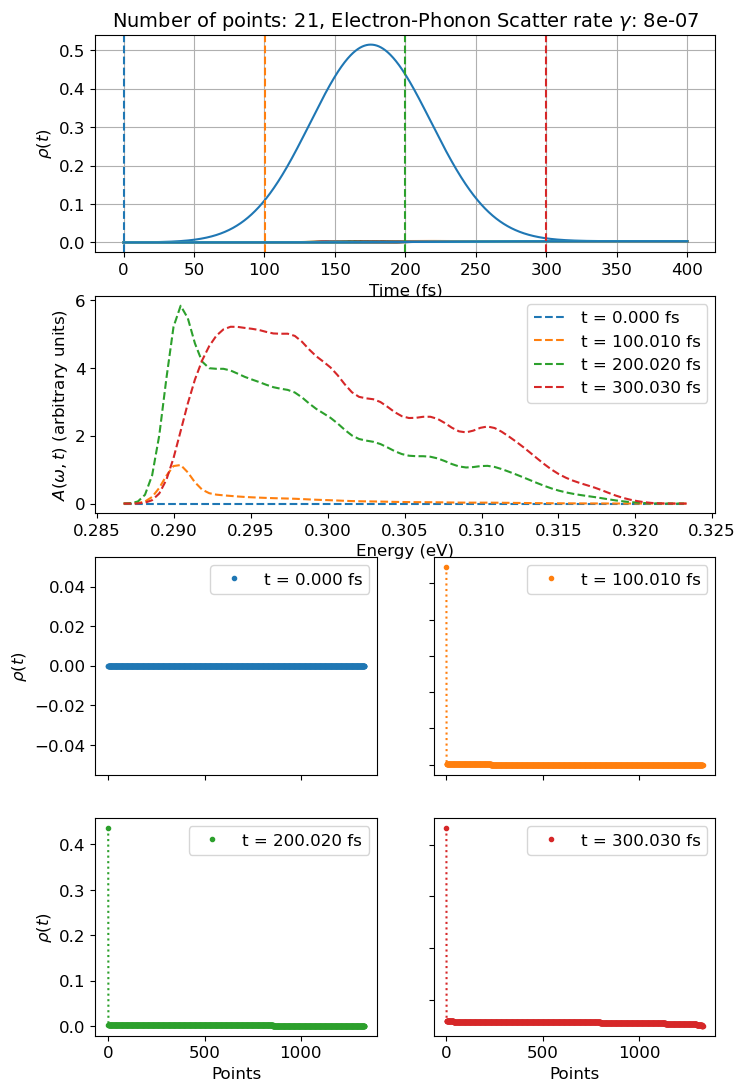 Number of points: 21, Electron-Phonon Scatter rate γ: 8e-07
0.5
0.4
0.3
0.2
0.1
0.0
ρ(t)
0 50 100 150 200 250 300 350 400
Time (fs)
6
4
2
0
A(ω, t) (arbitrary units)
t = 0.000 fs
t = 100.010 fs
t = 200.020 fs
t = 300.030 fs
0.285 0.290 0.295 0.300 0.305 0.310 0.315 0.320 0.325
Energy (eV)
0.04
0.02
0.00
−0.02
−0.04
ρ(t)
t = 0.000 fs
t = 100.010 fs
0.4
0.3
0.2
0.1
0.0
ρ(t)
t = 200.020 fs
0 500 1000
Points
t = 300.030 fs
0 500 1000
Points